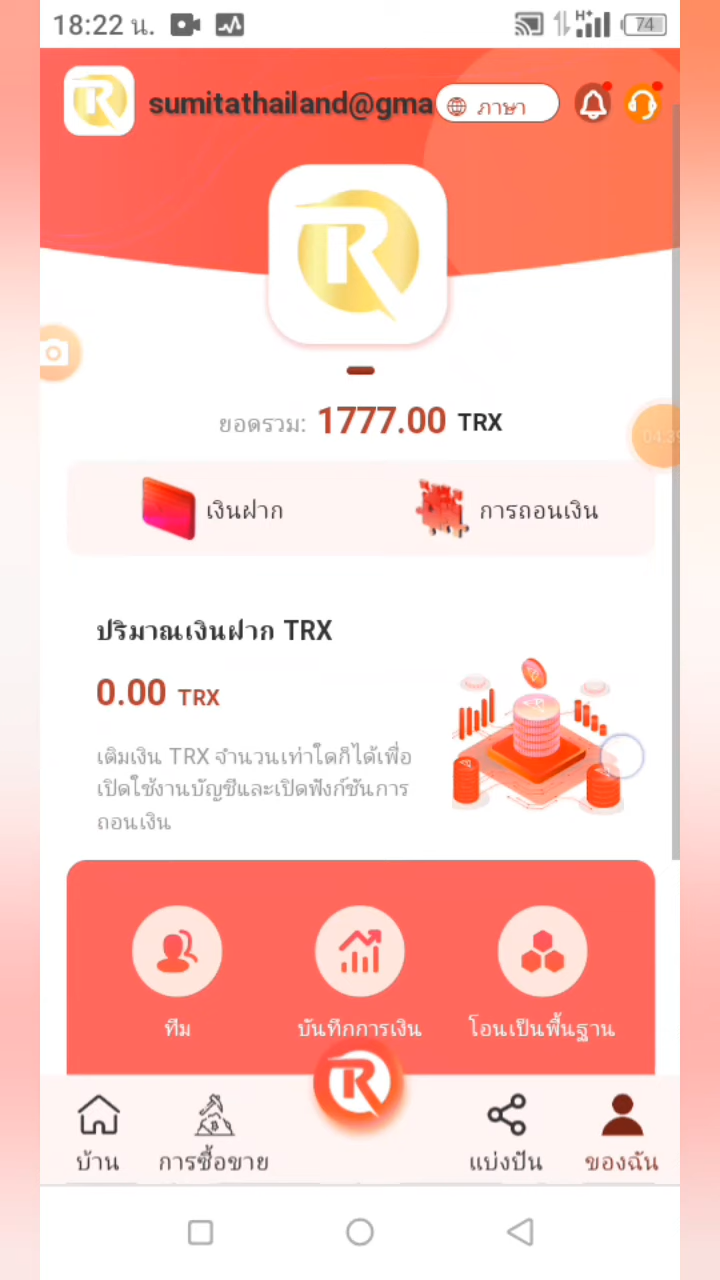 18:22 น.
74
sumitathailand@gma
ภาษา
ยอดรวม: 1777.00 TRX
04:39
เงินฝาก
การถอนเงิน
ปริมาณเงินฝาก TRX
0.00 TRX
เติมเงิน TRX จำนวนเท่าใดก็ได้เพื่อ
เปิดใช้งานบัญชีและเปิดฟังก์ชันการ
ถอนเงิน
ทีม
บันทึกการเงิน
โอนเป็นพื้นฐาน
บ้าน
การซื้อขาย
แบ่งปัน
ของฉัน